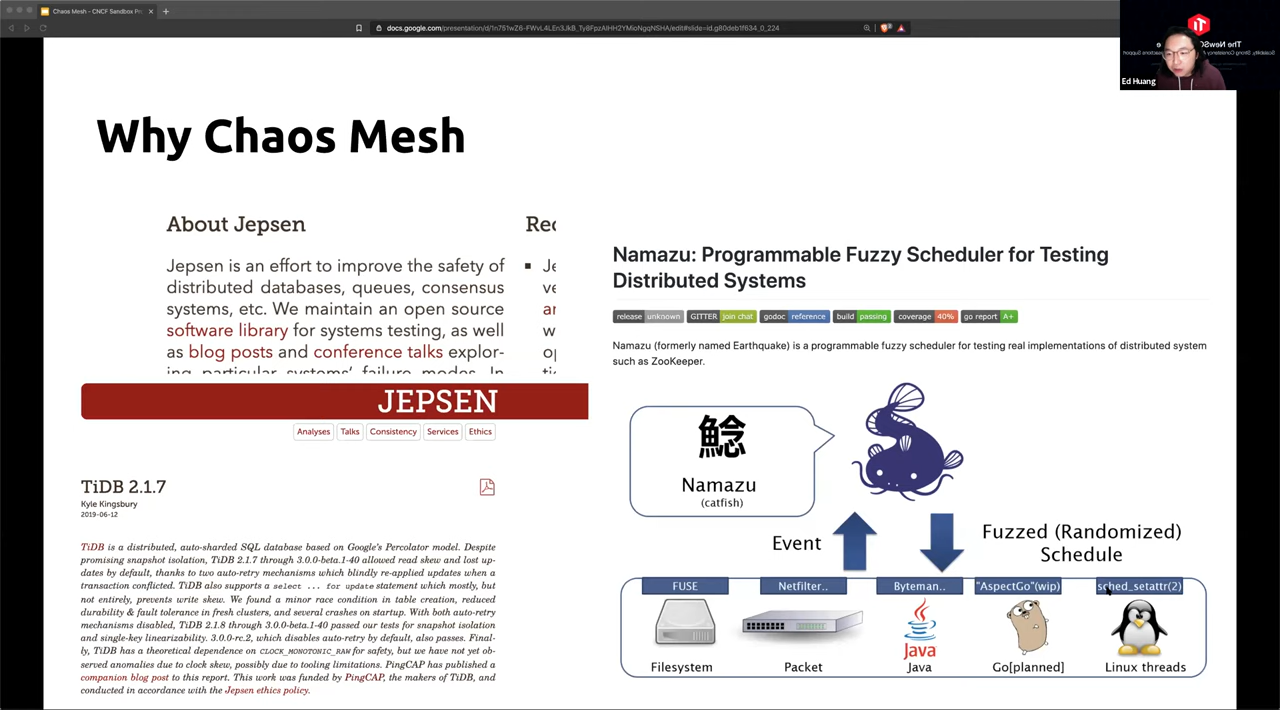 Chaos Mesh - CNCF Sandbox Pr
docs.google.com/presentation/d/1n751wZ6-FWvL4LEn3JkB_Ty8FpzAlHH2YMioNgqNSHA/edit#slide=id.g80deb1f634_0_224
Ed Huang
Why Chaos Mesh
About Jepsen
Jepsen is an effort to improve the safety of
distributed databases, queues, consensus
systems, etc. We maintain an open source
software library for systems testing, as well
as blog posts and conference talks explor-
ing particular systems' failure modes. In
Rec
Je
ve
ar
w
op
ti
JEPSEN
Analyses Talks Consistency Services Ethics
TiDB 2.1.7
Kyle Kingsbury
2019-06-12
TiDB is a distributed, auto-sharded SQL database based on Google's Percolator model. Despite
promising snapshot isolation, TiDB 2.1.7 through 3.0.0-beta.1-40 allowed read skew and lost up-
dates by default, thanks to two auto-retry mechanisms which blindly re-applied updates when a
transaction conflicted. TiDB also supports a select ... for update statement which mostly, but
not entirely, prevents write skew. We found a minor race condition in table creation, reduced
durability & fault tolerance in fresh clusters, and several crashes on startup. With both auto-retry
mechanisms disabled, TiDB 2.1.8 through 3.0.0-beta.1-40 passed our tests for snapshot isolation
and single-key linearizability. 3.0.0-rc.2, which disables auto-retry by default, also passes. Final-
ly, TiDB has a theoretical dependence on CLOCK_MONOTONIC_RAW for safety, but we have not yet ob-
served anomalies due to clock skew, possibly due to tooling limitations. PingCAP has published a
companion blog post to this report. This work was funded by PingCAP, the makers of TiDB, and
conducted in accordance with the Jepsen ethics policy.
Namazu: Programmable Fuzzy Scheduler for Testing
Distributed Systems
release unknown GITTER join chat godoc reference build passing coverage 40% go report A+
Namazu (formerly named Earthquake) is a programmable fuzzy scheduler for testing real implementations of distributed system
such as ZooKeeper.
鯰
Namazu
(catfish)
Event
Fuzzed (Randomized)
Schedule
FUSE Netfilter.. Byteman.. "AspectGo"(wip) sched_setattr(2)
Java
Filesystem Packet Java Go[planned] Linux threads